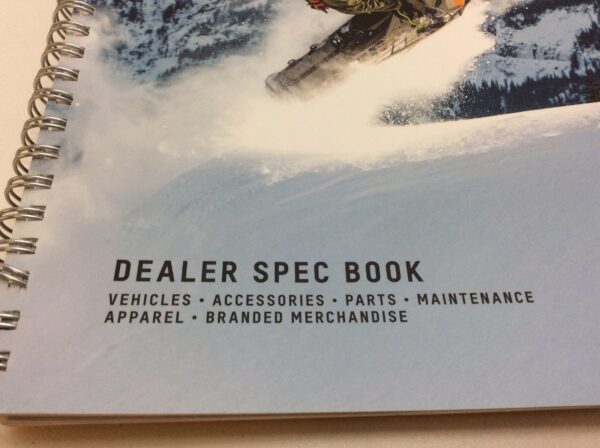 DEALER SPEC BOOK
VEHICLES • ACCESSORIES • PARTS • MAINTENANCE
APPAREL • BRANDED MERCHANDISE